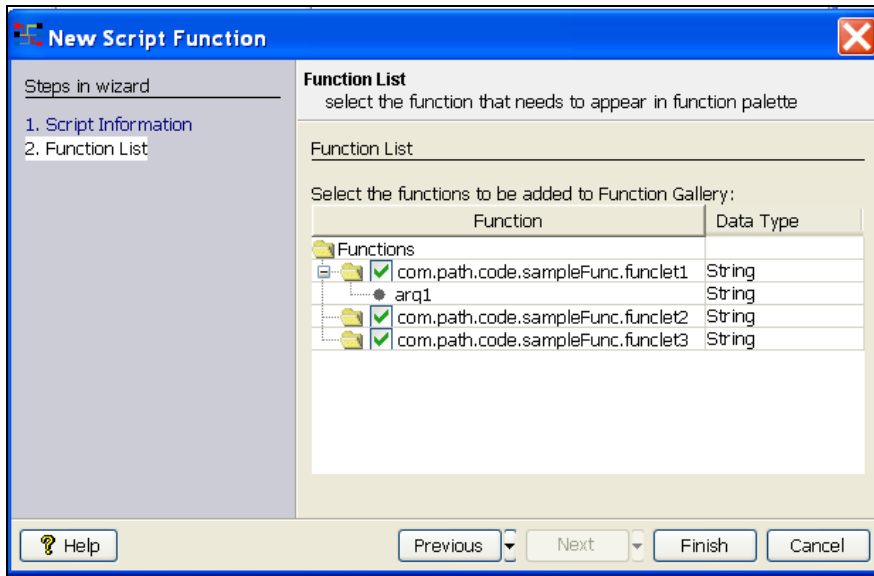 New Script Function
Steps in wizard
1. Script Information
2. Function List
Function List
select the function that needs to appear in function palette
Function List
Select the functions to be added to Function Gallery:
Function Data Type
Functions
com.path.code.sampleFunc.funclet1 String
arg1 String
com.path.code.sampleFunc.funclet2 String
com.path.code.sampleFunc.funclet3 String
? Help Previous Next Finish Cancel